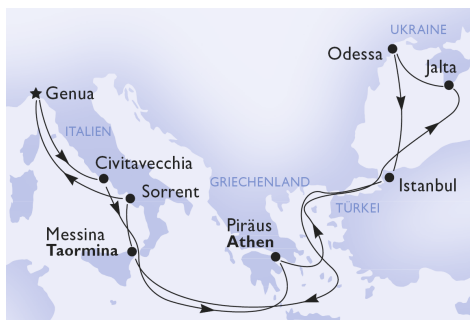 UKRAINE
Odessa
Jalta
Genua
ITALIEN
Civitavecchia
Sorrent
GRIECHENLAND
Istanbul
TÜRKEI
Messina
Taormina
Piräus
Athen